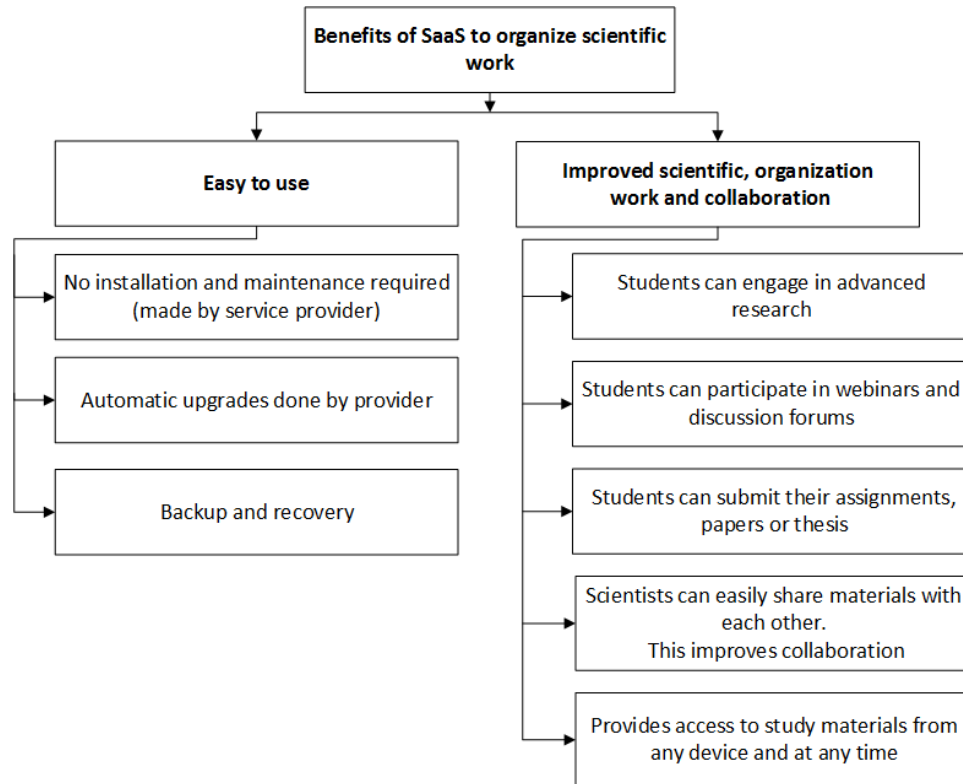 Benefits of SaaS to organize scientific
work
Easy to use
Improved scientific, organization
work and collaboration
No installation and maintenance required
(made by service provider)
Automatic upgrades done by provider
Backup and recovery
Students can engage in advanced
research
Students can participate in webinars and
discussion forums
Students can submit their assignments,
papers or thesis
Scientists can easily share materials with
each other.
This improves collaboration
Provides access to study materials from
any device and at any time